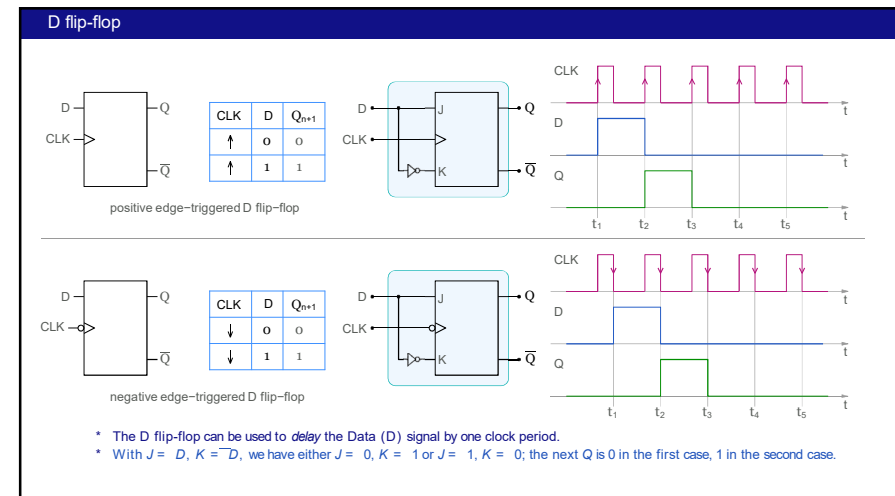 D flip-flop
D
CLK
Q
Q̅
CLK D Qₙ₊₁
↑ 0 0
↑ 1 1
positive edge−triggered D flip−flop
D
CLK
J
K
Q
Q̅
CLK
t
D
t
Q
t
t₁ t₂ t₃ t₄ t₅
D
CLK
Q
Q̅
CLK D Qₙ₊₁
↓ 0 0
↓ 1 1
negative edge−triggered D flip−flop
D
CLK
J
K
Q
Q̅
CLK
t
D
t
Q
t
t₁ t₂ t₃ t₄ t₅
* The D flip-flop can be used to delay the Data (D) signal by one clock period.
* With J = D, K = D̅, we have either J = 0, K = 1 or J = 1, K = 0; the next Q is 0 in the first case, 1 in the second case.